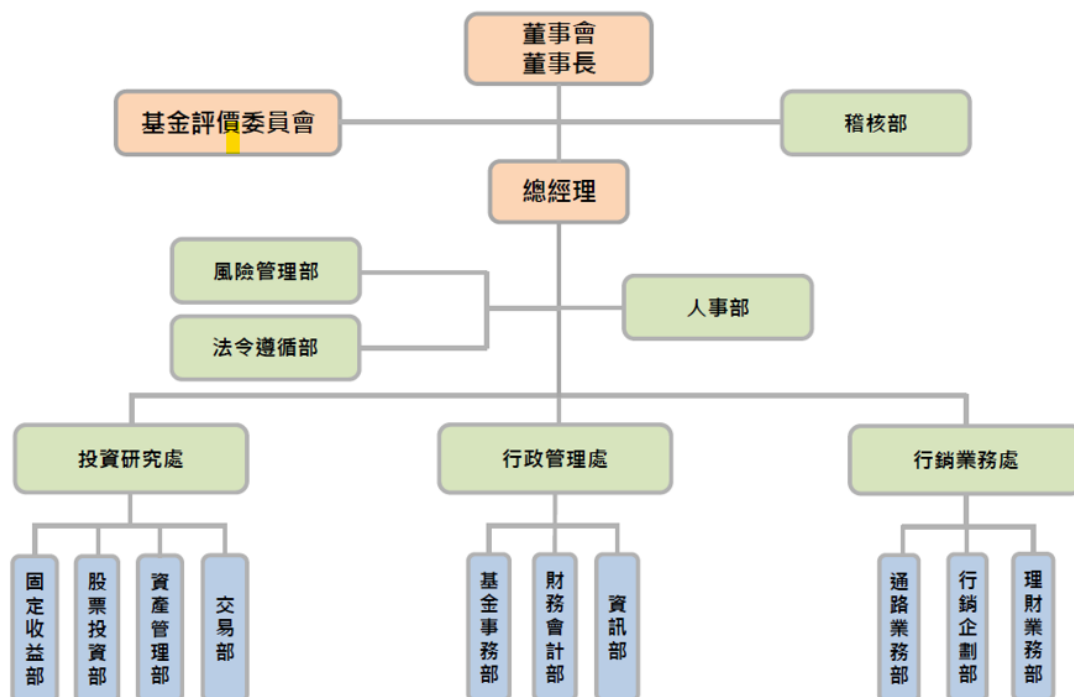 董事會
董事長
基金評價委員會
稽核部
總經理
風險管理部
人事部
法令遵循部
投資研究處
行政管理處
行銷業務處
固定收益部
股票投資部
資產管理部
交易部
基金事務部
財務會計部
資訊部
通路業務部
行銷企劃部
理財業務部